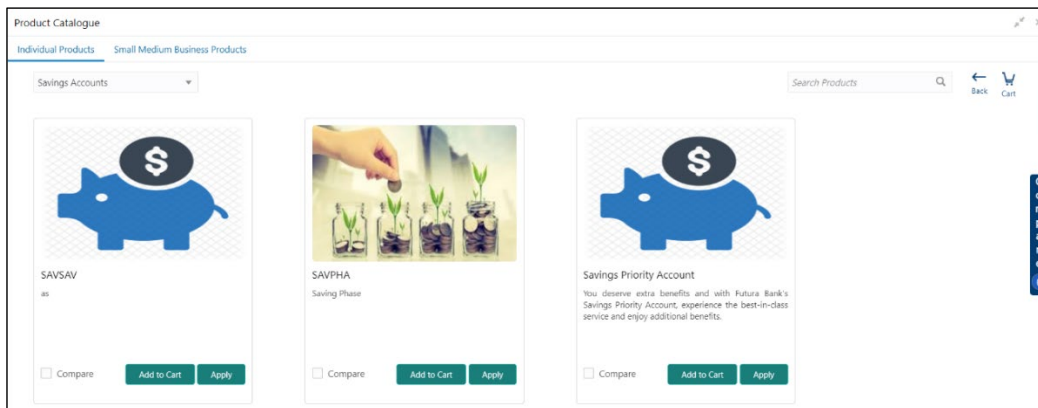 Product Catalogue
Individual Products Small Medium Business Products
Savings Accounts
Search Products
Back
Cart
$
$
SAVSAV
as
SAVPHA
Saving Phase
Savings Priority Account
You deserve extra benefits and with Futura Bank's
Savings Priority Account, experience the best-in-class
service and enjoy additional benefits.
Compare Add to Cart Apply
Compare Add to Cart Apply
Compare Add to Cart Apply